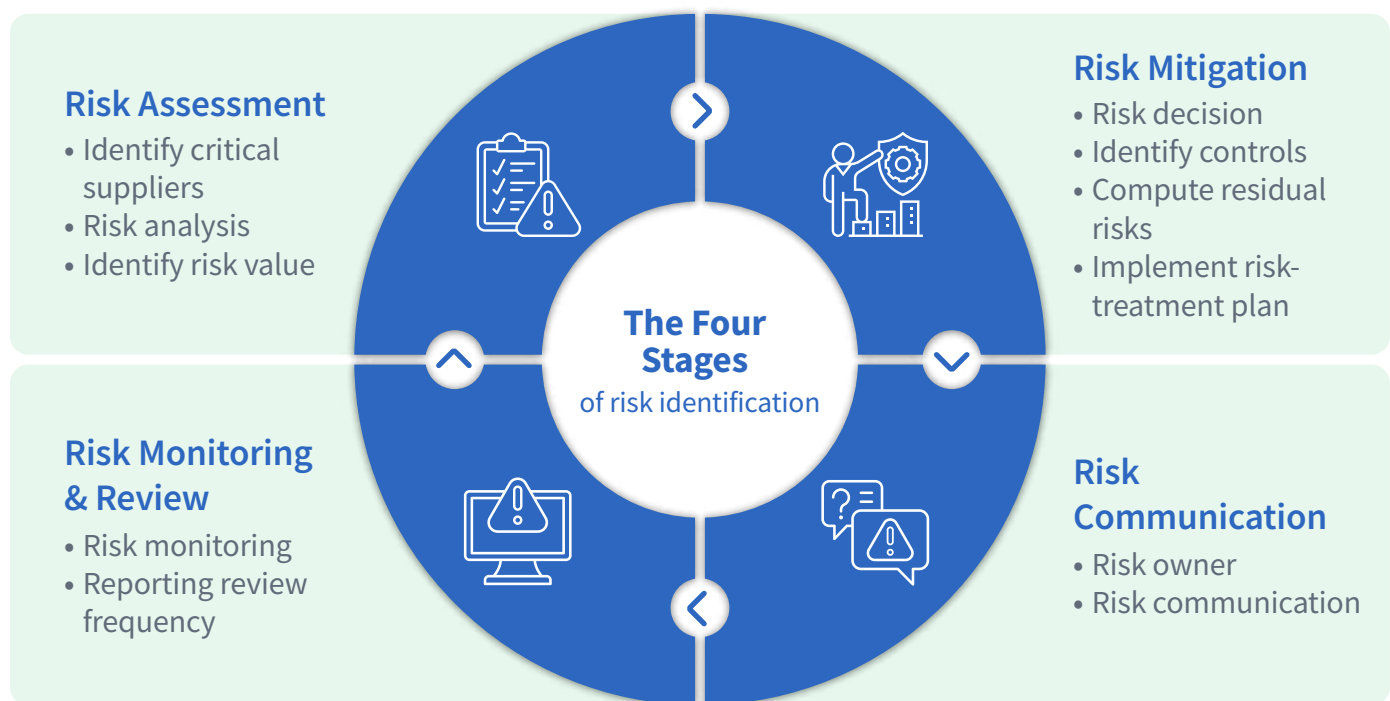 Risk Assessment
• Identify critical
suppliers
• Risk analysis
• Identify risk value
Risk Mitigation
• Risk decision
• Identify controls
• Compute residual
risks
• Implement risk-
treatment plan
The Four
Stages
of risk identification
Risk Monitoring
& Review
• Risk monitoring
• Reporting review
frequency
Risk
Communication
• Risk owner
• Risk communication